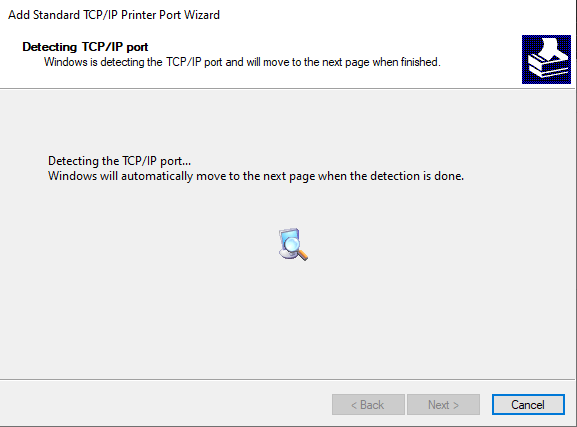 Add Standard TCP/IP Printer Port Wizard
Detecting TCP/IP port
Windows is detecting the TCP/IP port and will move to the next page when finished.
Detecting the TCP/IP port...
Windows will automatically move to the next page when the detection is done.
< Back Next > Cancel